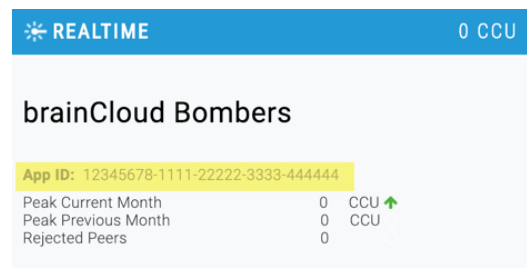 REALTIME 0 CCU
brainCloud Bombers
App ID: 12345678-1111-22222-3333-444444
Peak Current Month 0 CCU
Peak Previous Month 0 CCU
Rejected Peers 0